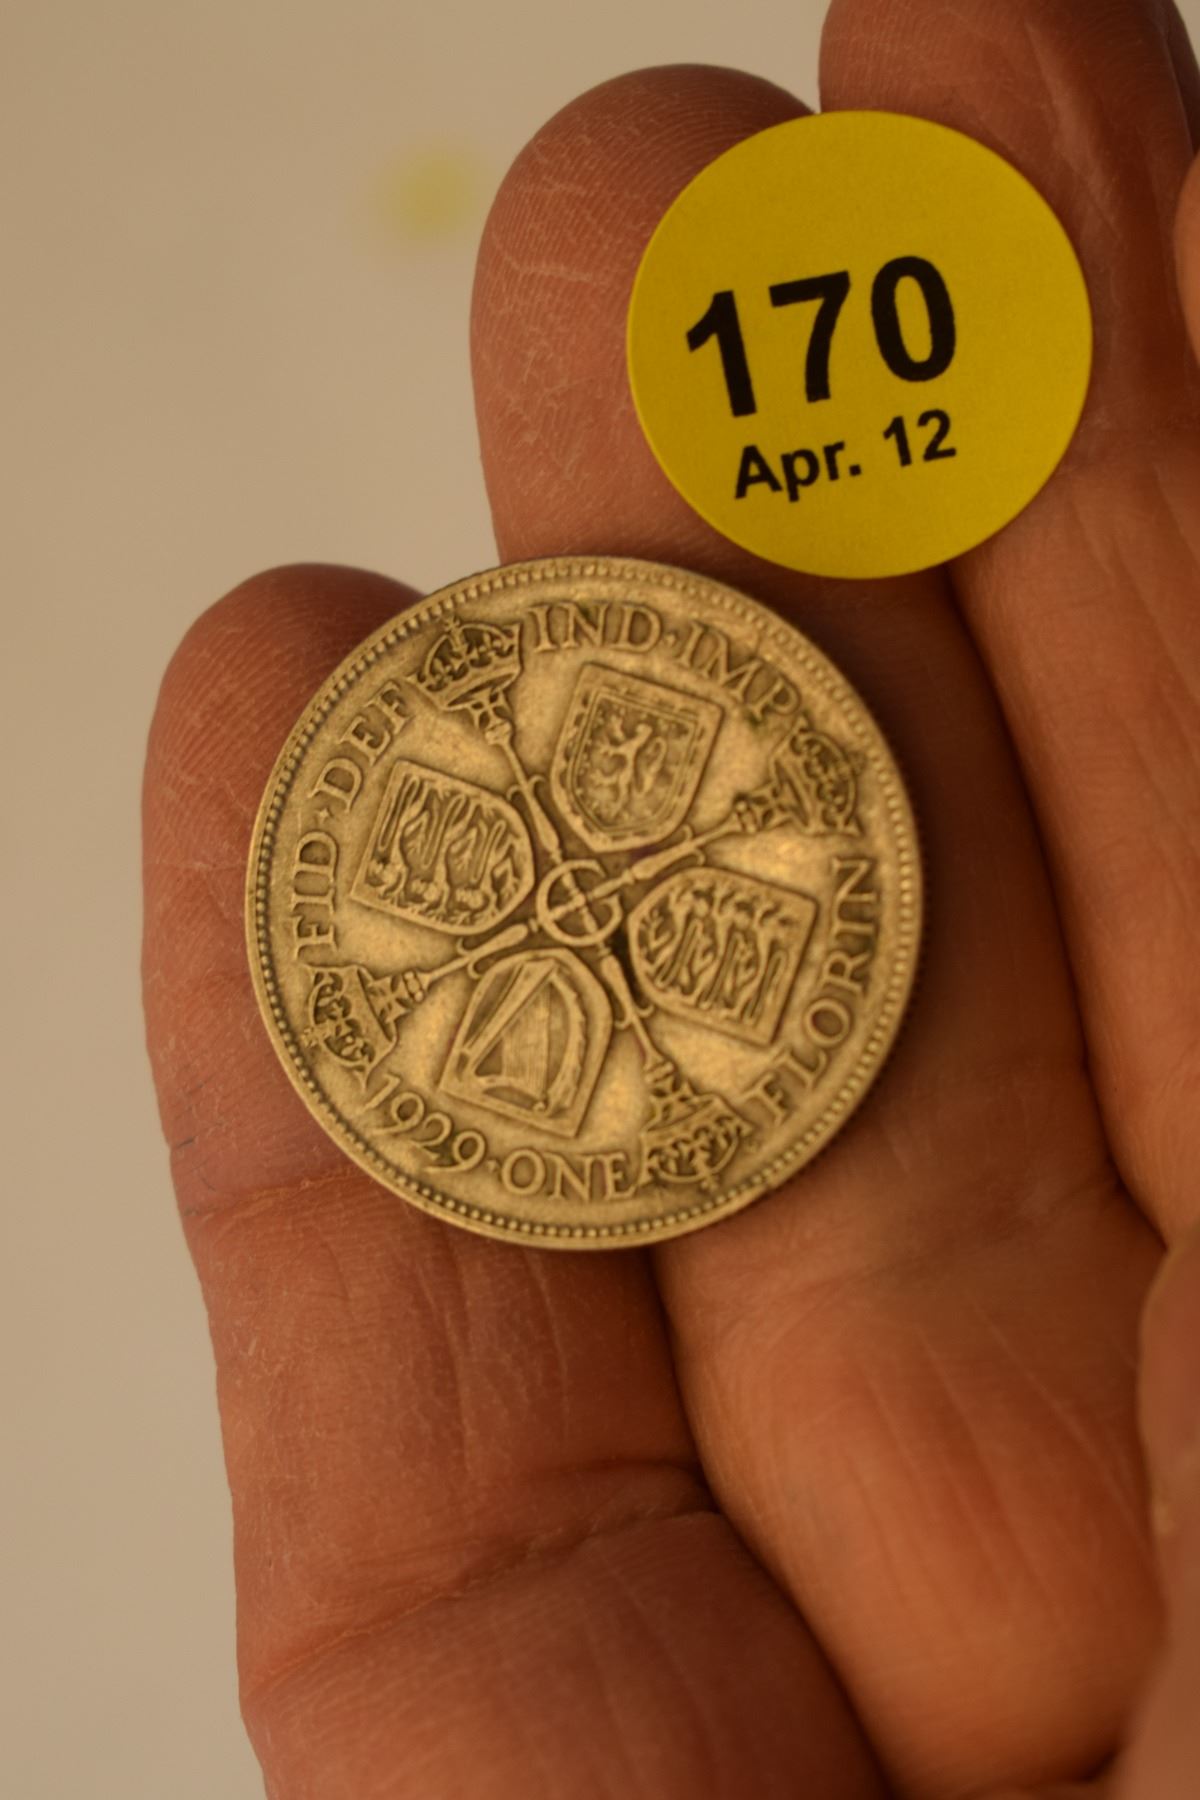 170
Apr. 12
FID·DEF
IND·IMP
1929·ONE
FLORIN